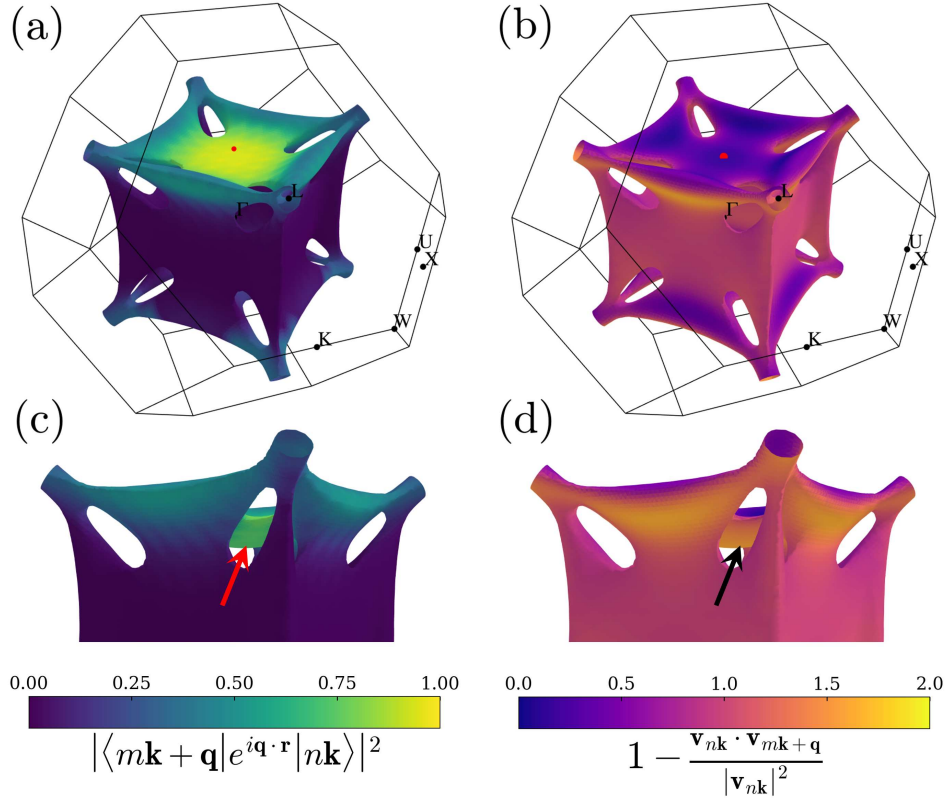 (a)
(b)
L
Γ
U
X
W
K
L
Γ
U
X
W
K
(c)
(d)
0.00 0.25 0.50 0.75 1.00
|⟨m𝐤 + 𝐪|e^{i𝐪·𝐫}|n𝐤⟩|^2
0.0 0.5 1.0 1.5 2.0
1 − \frac{𝐯_{n𝐤} · 𝐯_{m𝐤+𝐪}}{|𝐯_{n𝐤}|^2}